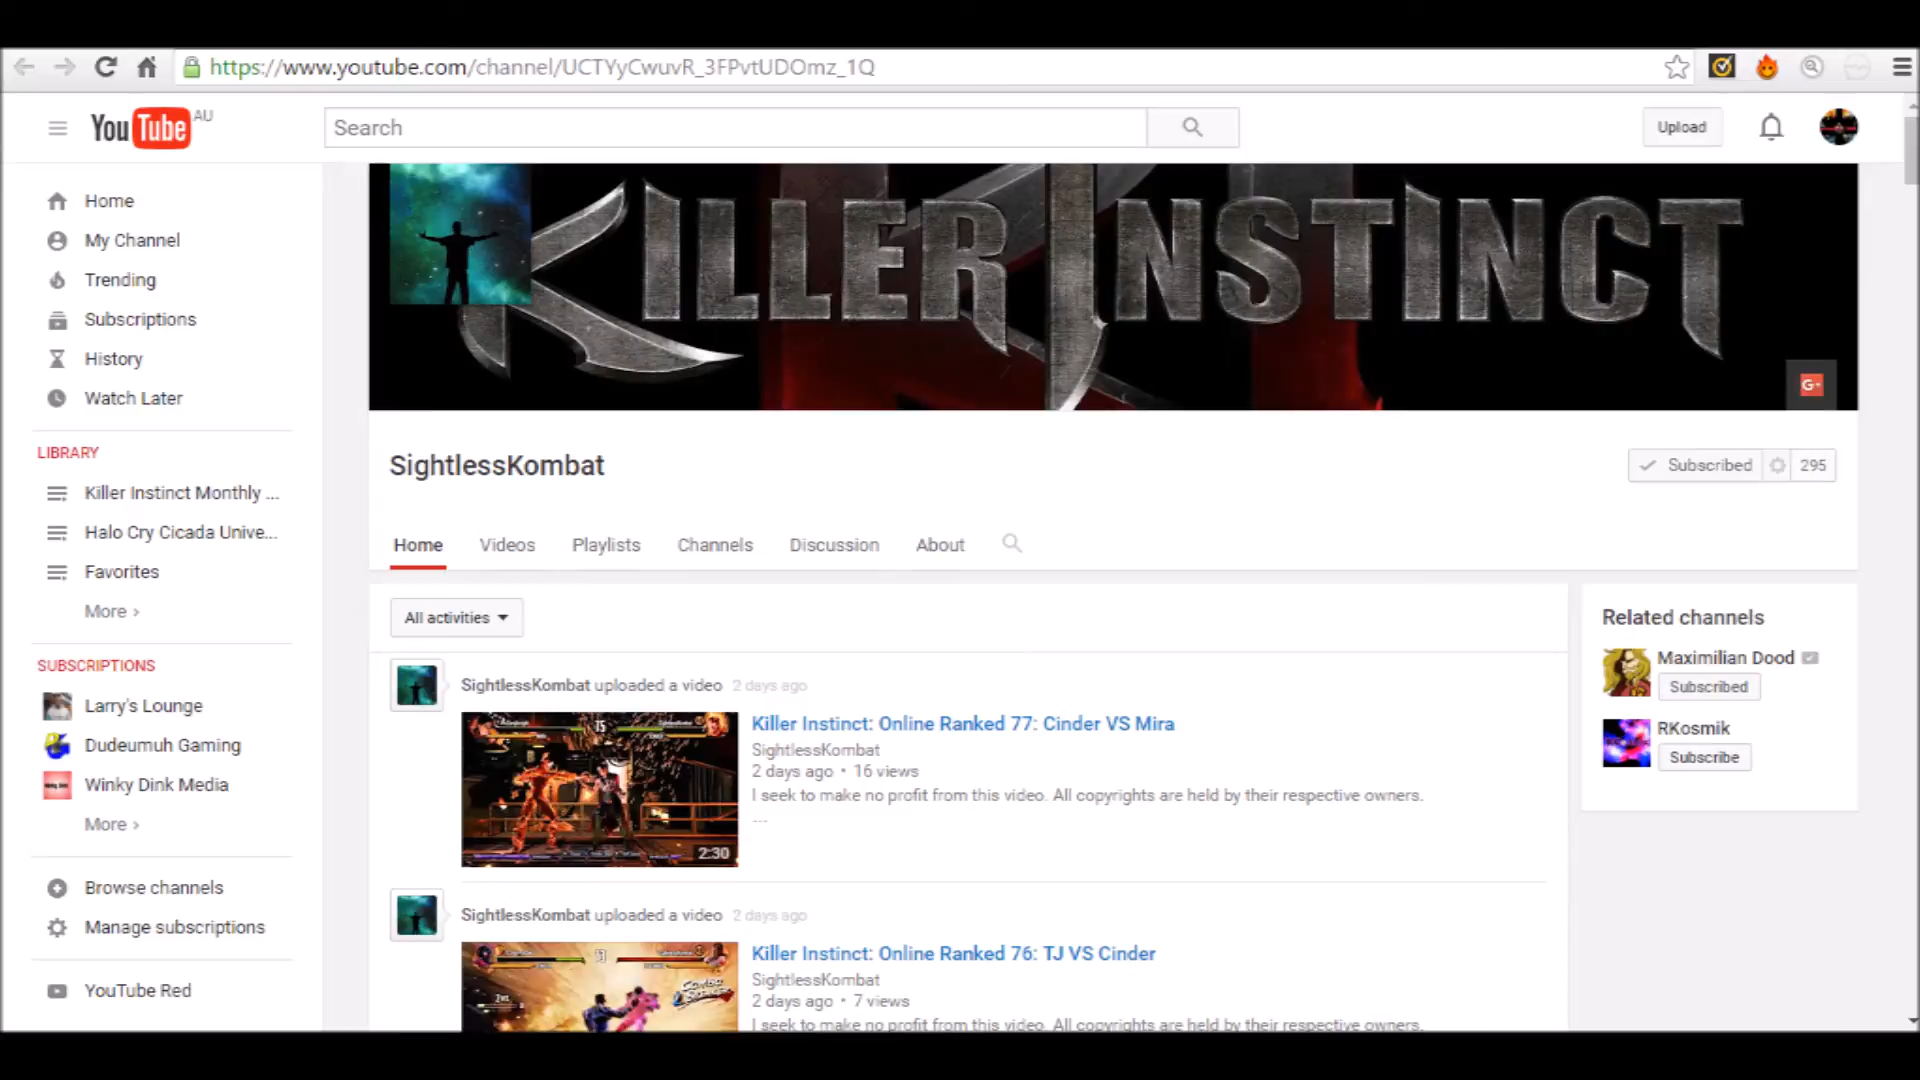 https://www.youtube.com/channel/UCTYyCwuvR_3FPvtUDOmz_1Q
YouTube AU
Search
Upload
Home
My Channel
Trending
Subscriptions
History
Watch Later
LIBRARY
Killer Instinct Monthly ...
Halo Cry Cicada Unive...
Favorites
More ›
SUBSCRIPTIONS
Larry's Lounge
Dudeumuh Gaming
Winky Dink Media
More ›
Browse channels
Manage subscriptions
YouTube Red
KILLER INSTINCT
G+
SightlessKombat
Subscribed 295
Home Videos Playlists Channels Discussion About
All activities
SightlessKombat uploaded a video 2 days ago
Killer Instinct: Online Ranked 77: Cinder VS Mira
SightlessKombat
2 days ago • 16 views
I seek to make no profit from this video. All copyrights are held by their respective owners.
...
2:30
SightlessKombat uploaded a video 2 days ago
Killer Instinct: Online Ranked 76: TJ VS Cinder
SightlessKombat
2 days ago • 7 views
I seek to make no profit from this video. All copyrights are held by their respective owners.
Related channels
Maximilian Dood
Subscribed
RKosmik
Subscribe